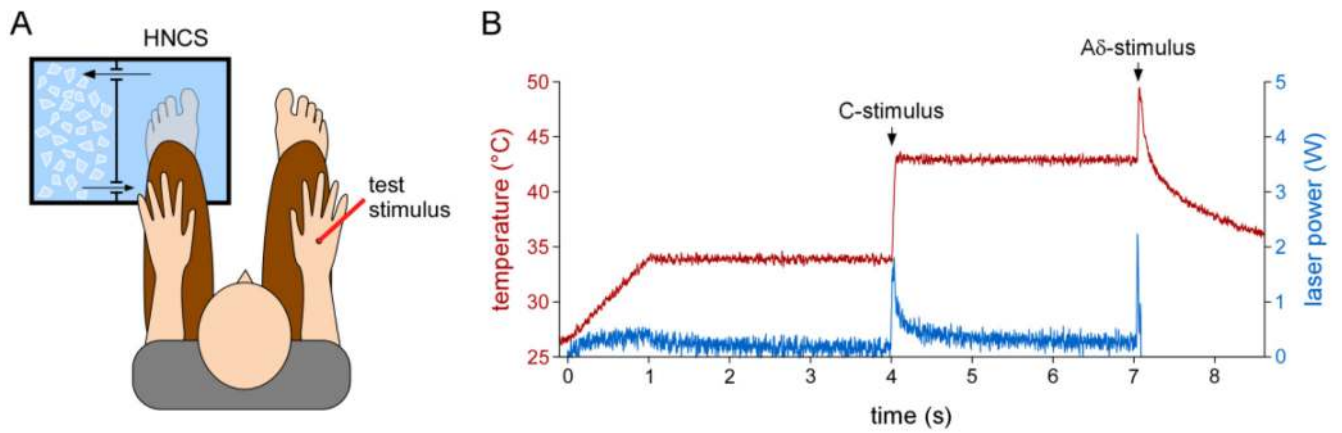 A
HNCS
test
stimulus
B
Aδ-stimulus
C-stimulus
temperature (°C)
50
45
43
35
30
25
laser power (W)
5
4
3
2
1
0
0 1 2 3 4 5 6 7 8
time (s)